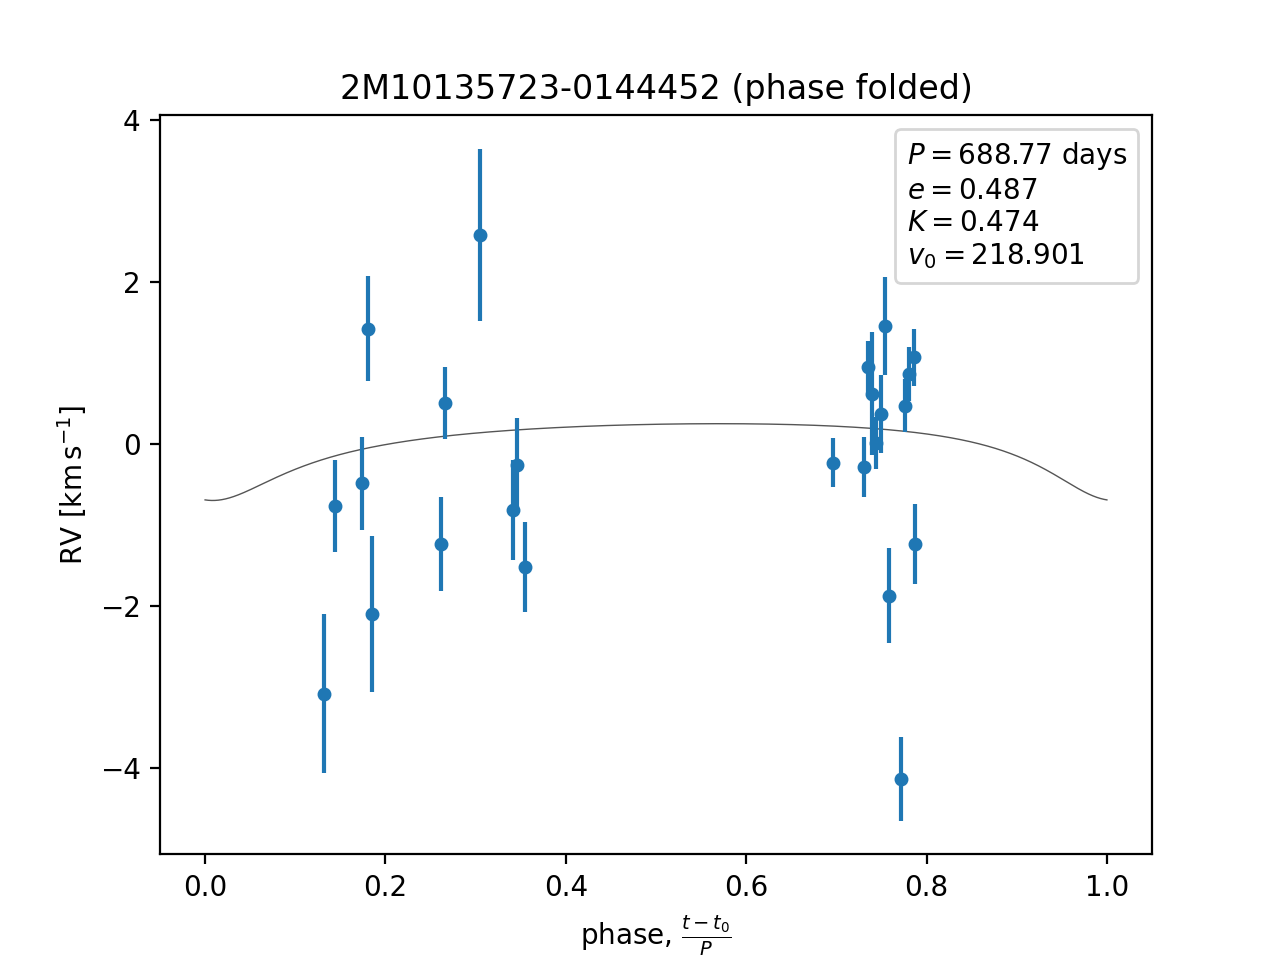 2M10135723-0144452 (phase folded)
P = 688.77 days
e = 0.487
K = 0.474
v₀ = 218.901
RV [km s⁻¹]
4
2
0
−2
−4
0.0 0.2 0.4 0.6 0.8 1.0
phase, (t − t₀)/P